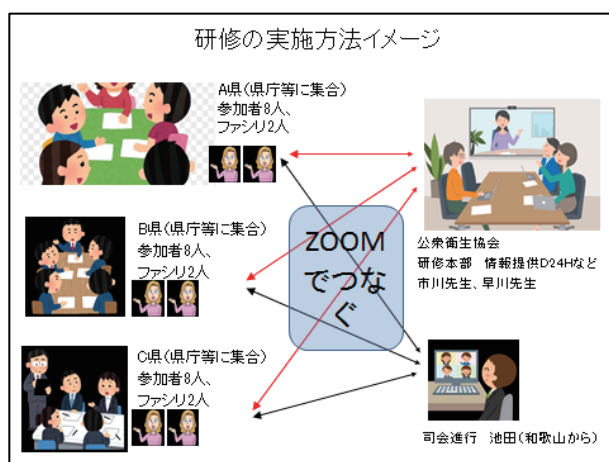 研修の実施方法イメージ
A県(県庁等に集合)
参加者8人、
ファシリ2人
B県(県庁等に集合)
参加者8人、
ファシリ2人
C県(県庁等に集合)
参加者8人、
ファシリ2人
ZOOM
でつな
ぐ
公衆衛生協会
研修本部 情報提供D24Hなど
市川先生、早川先生
司会進行 池田(和歌山から)